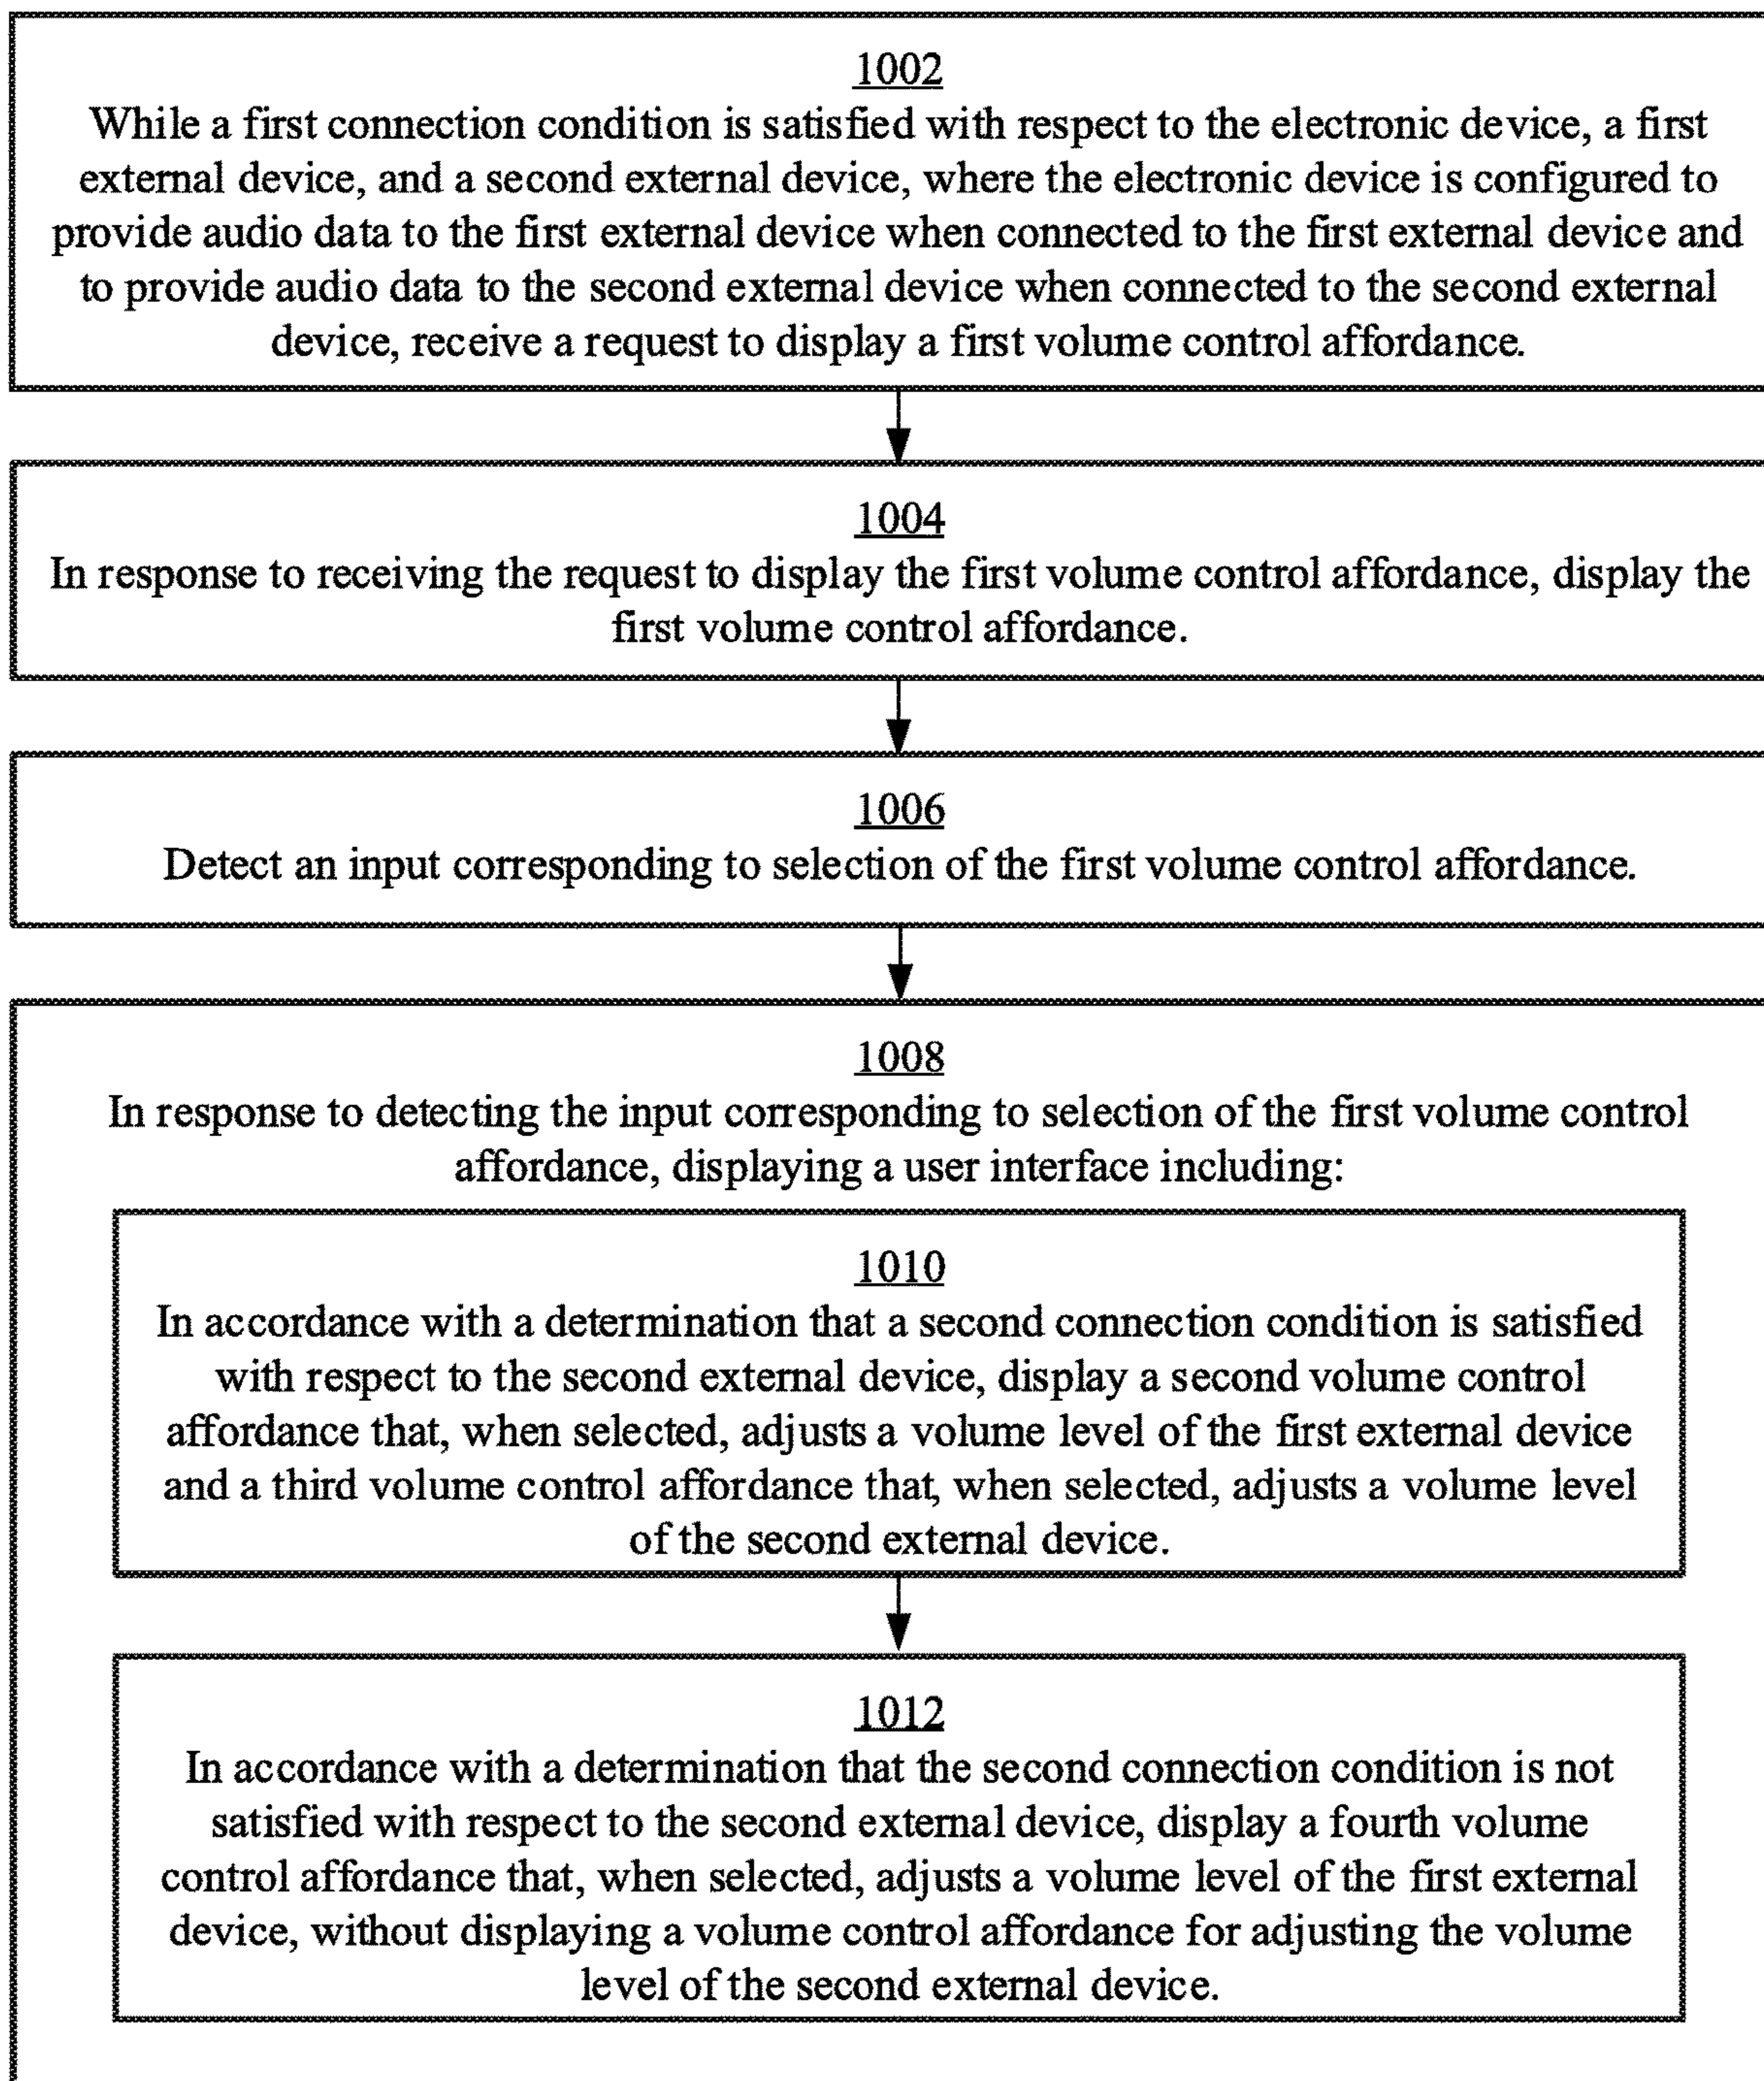 1002
While a first connection condition is satisfied with respect to the electronic device, a first
external device, and a second external device, where the electronic device is configured to
provide audio data to the first external device when connected to the first external device and
to provide audio data to the second external device when connected to the second external
device, receive a request to display a first volume control affordance.
1004
In response to receiving the request to display the first volume control affordance, display the
first volume control affordance.
1006
Detect an input corresponding to selection of the first volume control affordance.
1008
In response to detecting the input corresponding to selection of the first volume control
affordance, displaying a user interface including:
1010
In accordance with a determination that a second connection condition is satisfied
with respect to the second external device, display a second volume control
affordance that, when selected, adjusts a volume level of the first external device
and a third volume control affordance that, when selected, adjusts a volume level
of the second external device.
1012
In accordance with a determination that the second connection condition is not
satisfied with respect to the second external device, display a fourth volume
control affordance that, when selected, adjusts a volume level of the first external
device, without displaying a volume control affordance for adjusting the volume
level of the second external device.